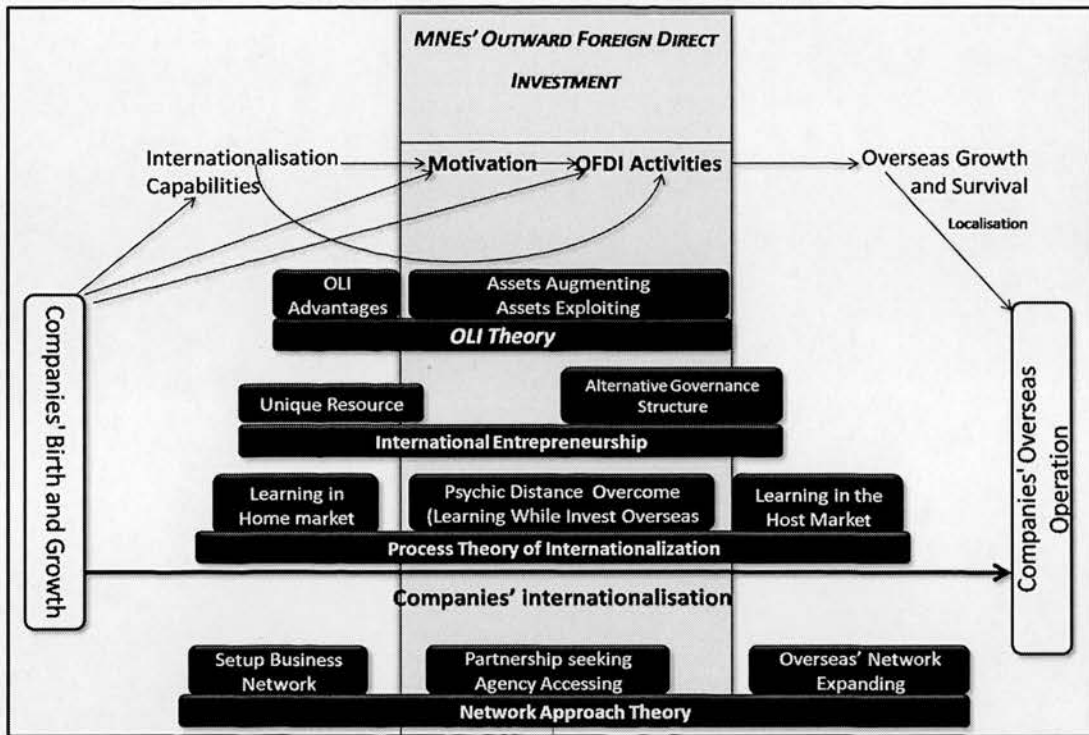 MNES' OUTWARD FOREIGN DIRECT
INVESTMENT
Internationalisation
Capabilities
Motivation
OFDI Activities
Overseas Growth
and Survival
Localisation
Companies' Birth and Growth
OLI
Advantages
Assets Augmenting
Assets Exploiting
OLI Theory
Unique Resource
Alternative Governance
Structure
International Entrepreneurship
Learning in
Home market
Psychic Distance Overcome
(Learning While Invest Overseas
Learning in the
Host Market
Process Theory of Internationalization
Companies' internationalisation
Companies' Overseas
Operation
Setup Business
Network
Partnership seeking
Agency Accessing
Overseas' Network
Expanding
Network Approach Theory